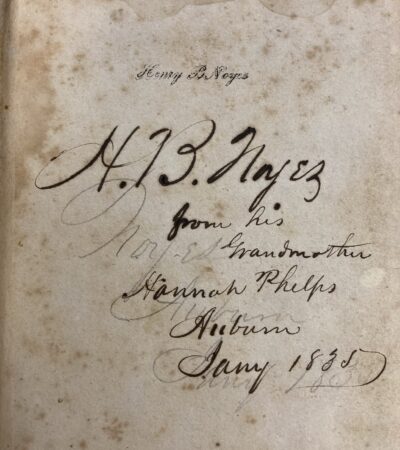 Henry B Noyes
H. B. Noyes
from his
Grandmother
Hannah Phelps
Auburn
Jany 1835